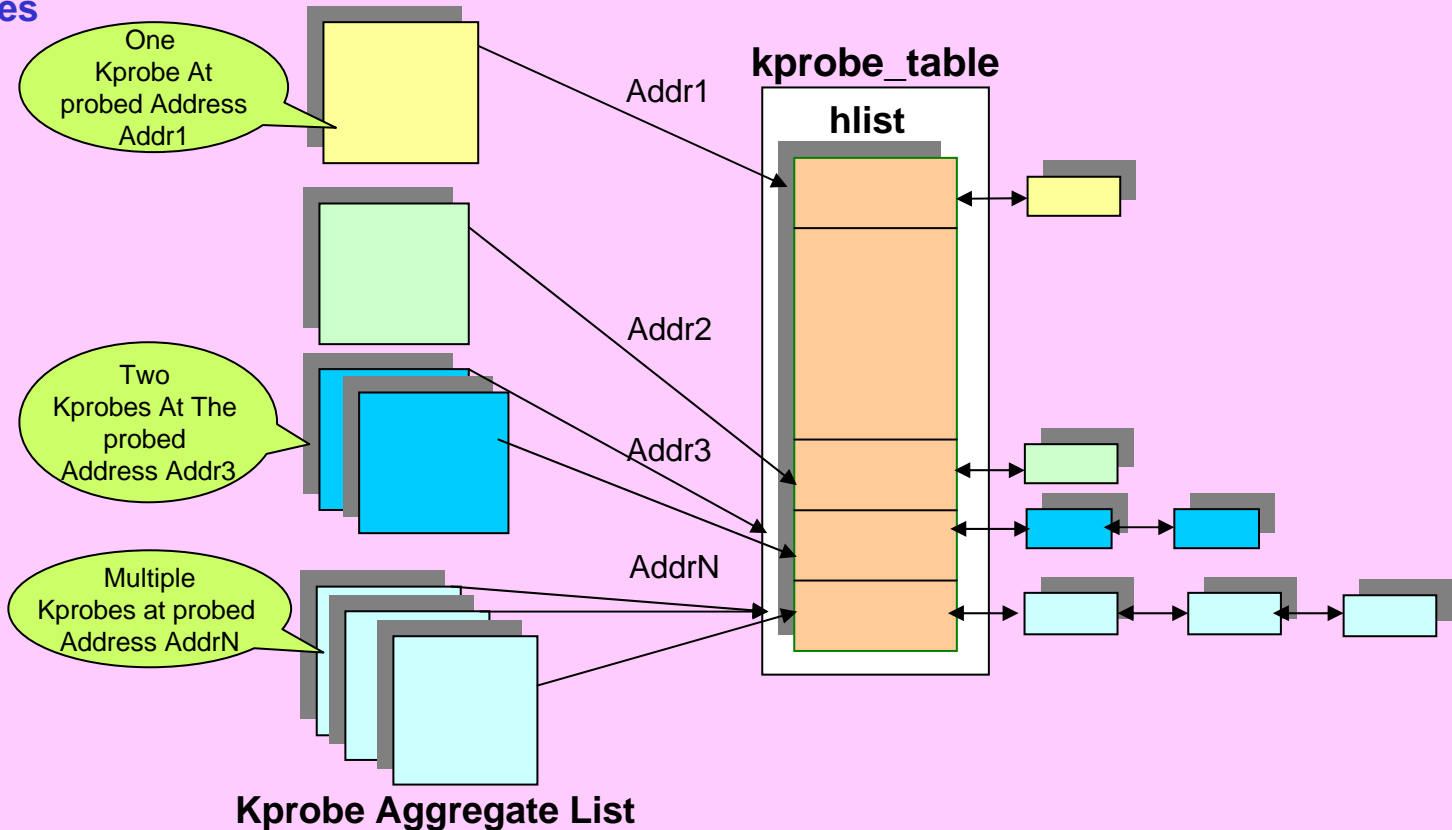 One
Kprobe At
probed Address
Addr1
Addr1
kprobe_table
hlist
Addr2
Two
Kprobes At The
probed
Address Addr3
Addr3
Multiple
Kprobes at probed
Address AddrN
AddrN
Kprobe Aggregate List